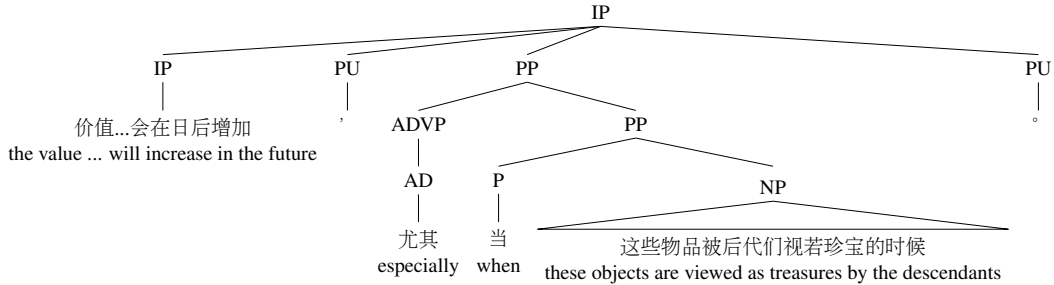 IP
IP PU PP PU
价值...会在日后增加 , ADVP PP 。
the value ... will increase in the future
AD P NP
尤其 当 这些物品被后代们视若珍宝的时候
especially when these objects are viewed as treasures by the descendants